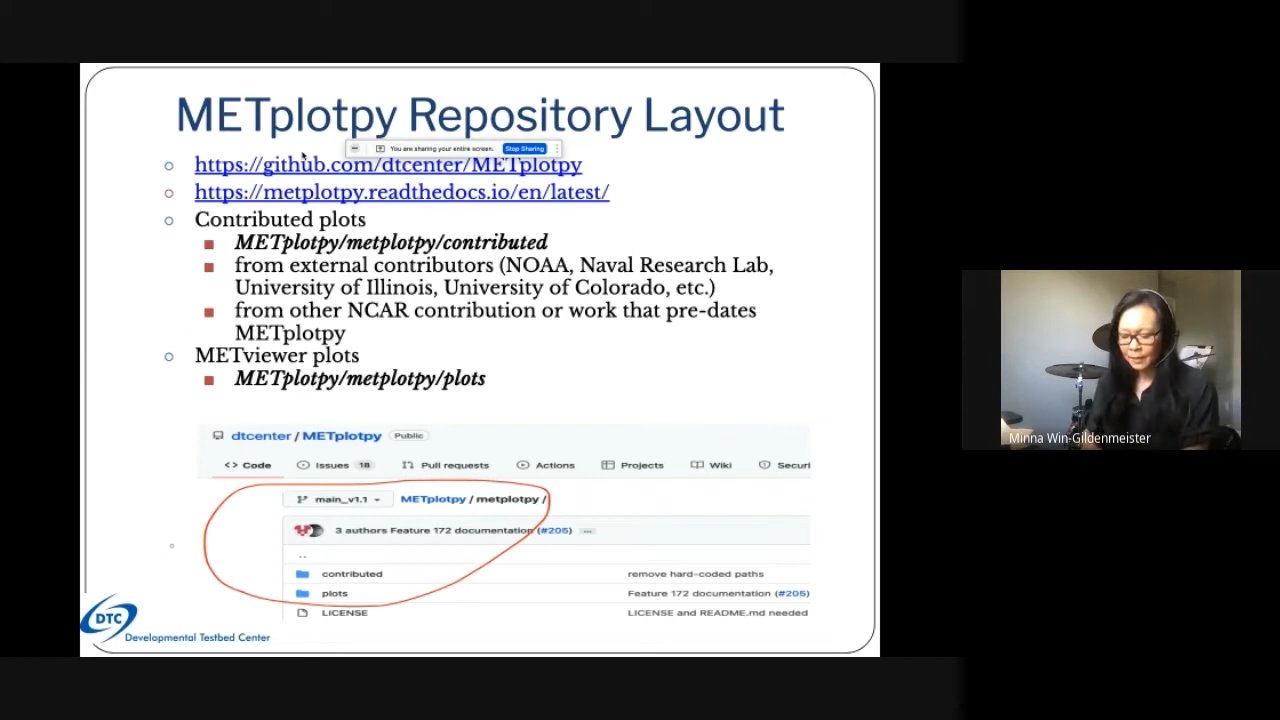 METplotpy Repository Layout
You are sharing your entire screen. Stop Sharing
https://github.com/dtcenter/METplotpy
https://metplotpy.readthedocs.io/en/latest/
Contributed plots
METplotpy/metplotpy/contributed
from external contributors (NOAA, Naval Research Lab,
University of Illinois, University of Colorado, etc.)
from other NCAR contribution or work that pre-dates
METplotpy
METviewer plots
METplotpy/metplotpy/plots
dtcenter / METplotpy Public
<> Code Issues 18 Pull requests Actions Projects Wiki Securi
main_v1.1 METplotpy / metplotpy /
3 authors Feature 172 documentation (#205) ...
..
contributed remove hard-coded paths
plots Feature 172 documentation (#205)
LICENSE LICENSE and README.md needed
DTC
Developmental Testbed Center
Minna Win-Gildenmeister